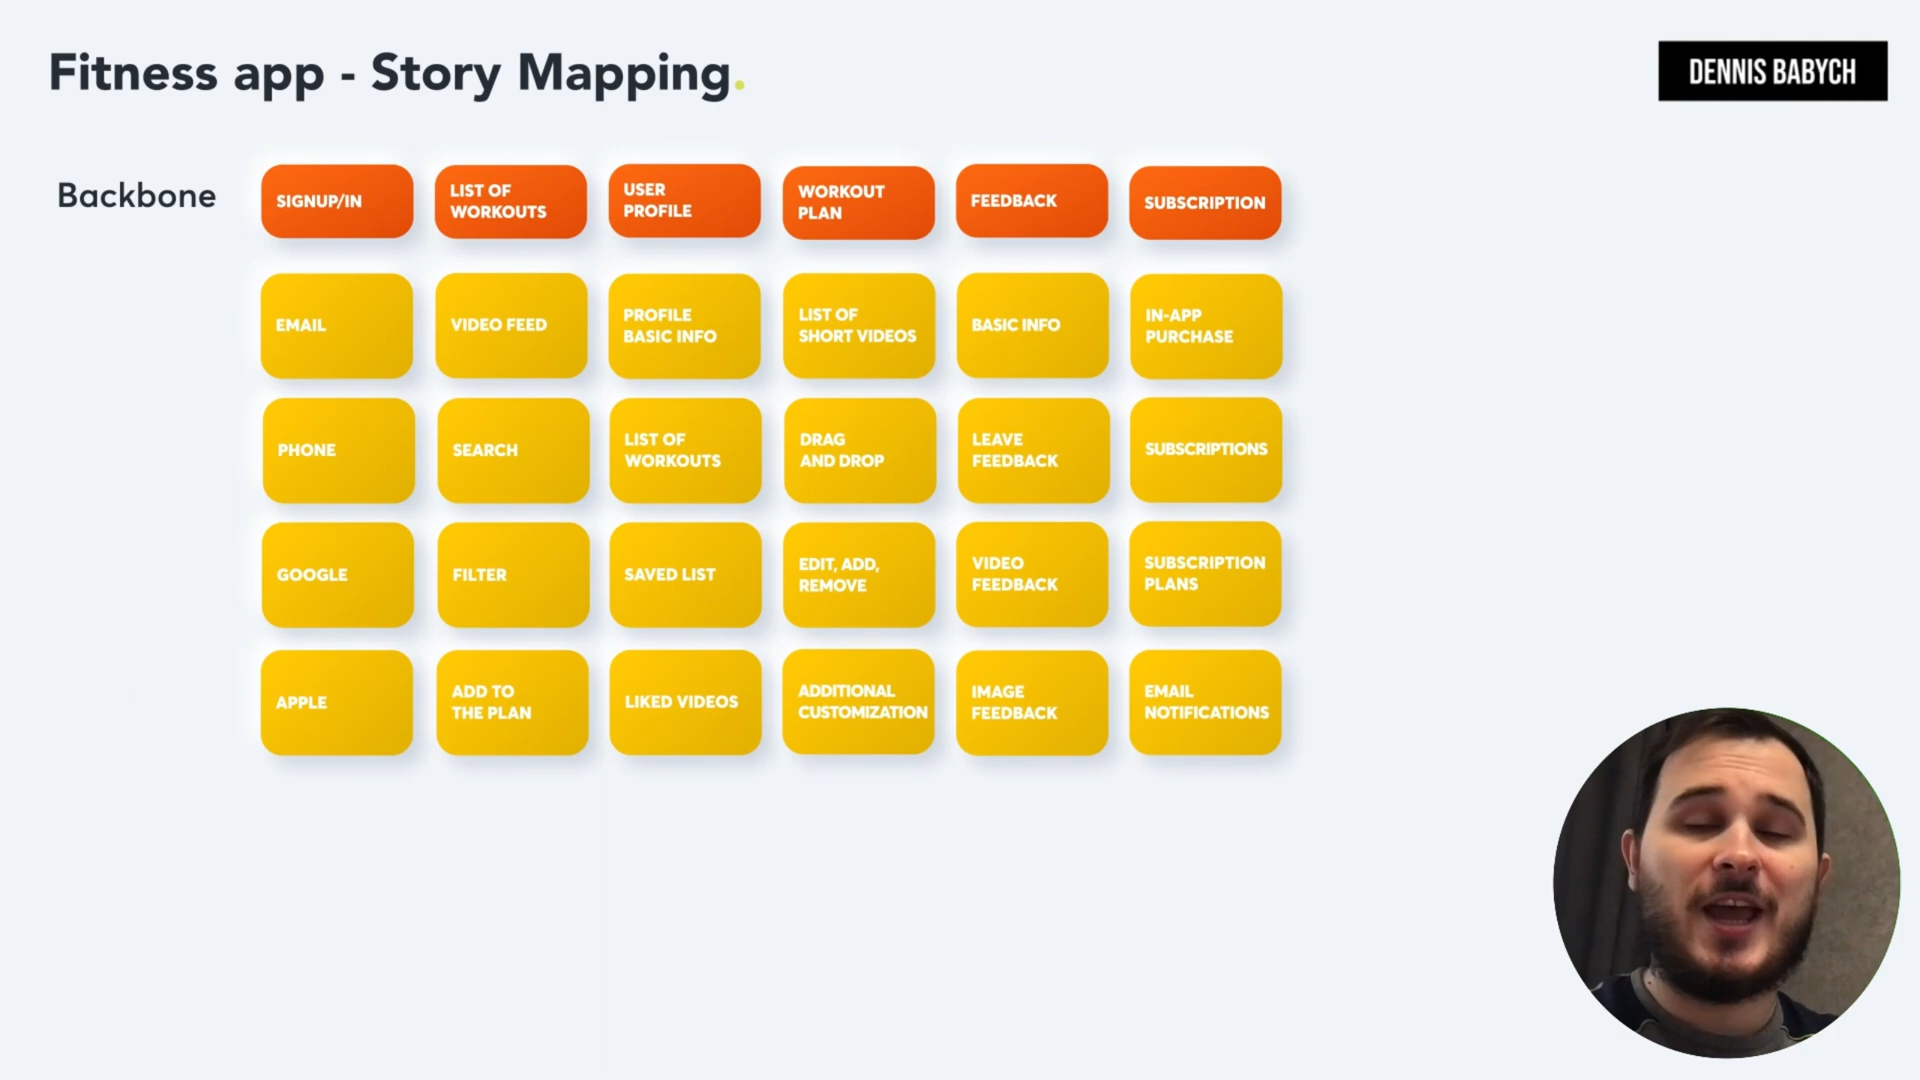 Fitness app - Story Mapping.
DENNIS BABYCH
Backbone
SIGNUP/IN
LIST OF
WORKOUTS
USER
PROFILE
WORKOUT
PLAN
FEEDBACK
SUBSCRIPTION
EMAIL
VIDEO FEED
PROFILE
BASIC INFO
LIST OF
SHORT VIDEOS
BASIC INFO
IN-APP
PURCHASE
PHONE
SEARCH
LIST OF
WORKOUTS
DRAG
AND DROP
LEAVE
FEEDBACK
SUBSCRIPTIONS
GOOGLE
FILTER
SAVED LIST
EDIT, ADD,
REMOVE
VIDEO
FEEDBACK
SUBSCRIPTION
PLANS
APPLE
ADD TO
THE PLAN
LIKED VIDEOS
ADDITIONAL
CUSTOMIZATION
IMAGE
FEEDBACK
EMAIL
NOTIFICATIONS